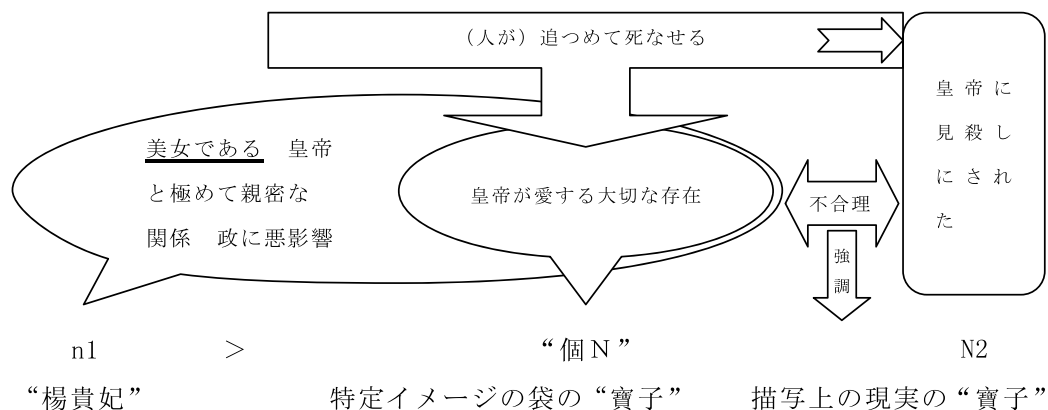 （人が）追つめて死なせる
美女である　皇帝
と極めて親密な
関係　政に悪影響
皇帝が愛する大切な存在
不合理
強
調
皇帝に
見殺し
にされ
た
n1　>　“個N”　N2
“楊貴妃”　特定イメージの袋の“寶子”　描写上の現実の“寶子”